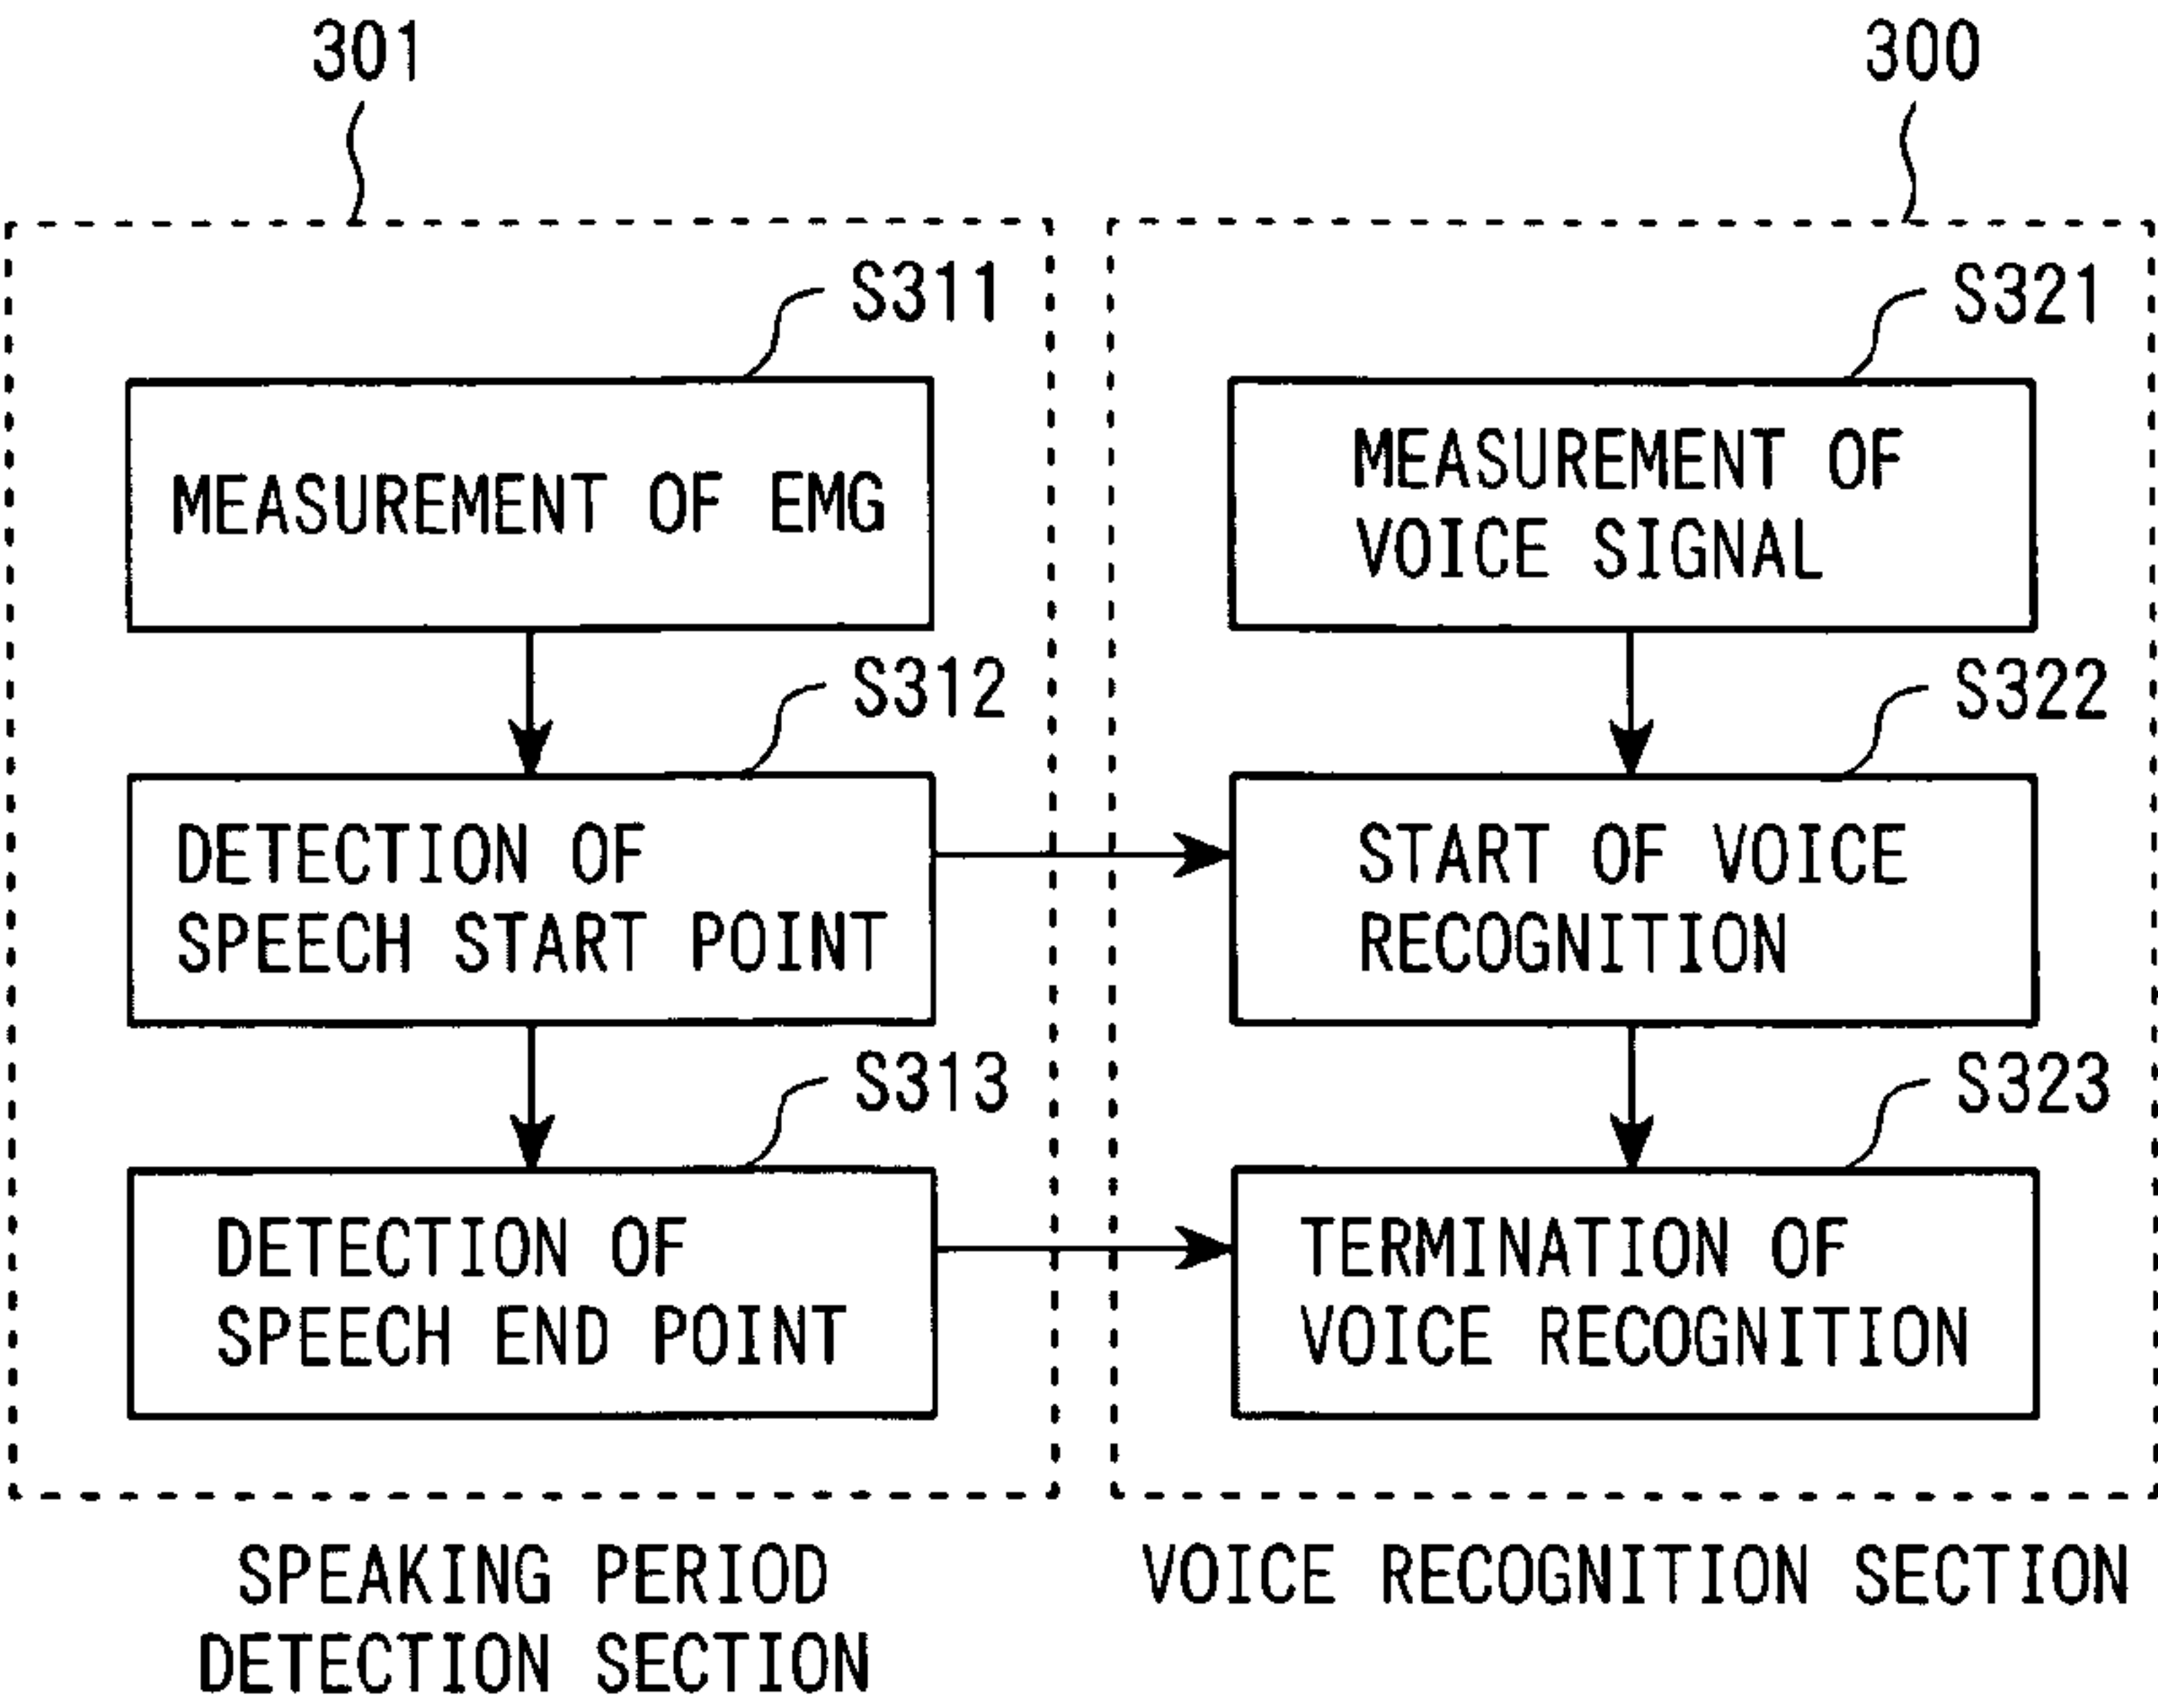 301
300
S311
MEASUREMENT OF EMG
S312
DETECTION OF
SPEECH START POINT
S313
DETECTION OF
SPEECH END POINT
SPEAKING PERIOD
DETECTION SECTION
S321
MEASUREMENT OF
VOICE SIGNAL
S322
START OF VOICE
RECOGNITION
S323
TERMINATION OF
VOICE RECOGNITION
VOICE RECOGNITION SECTION